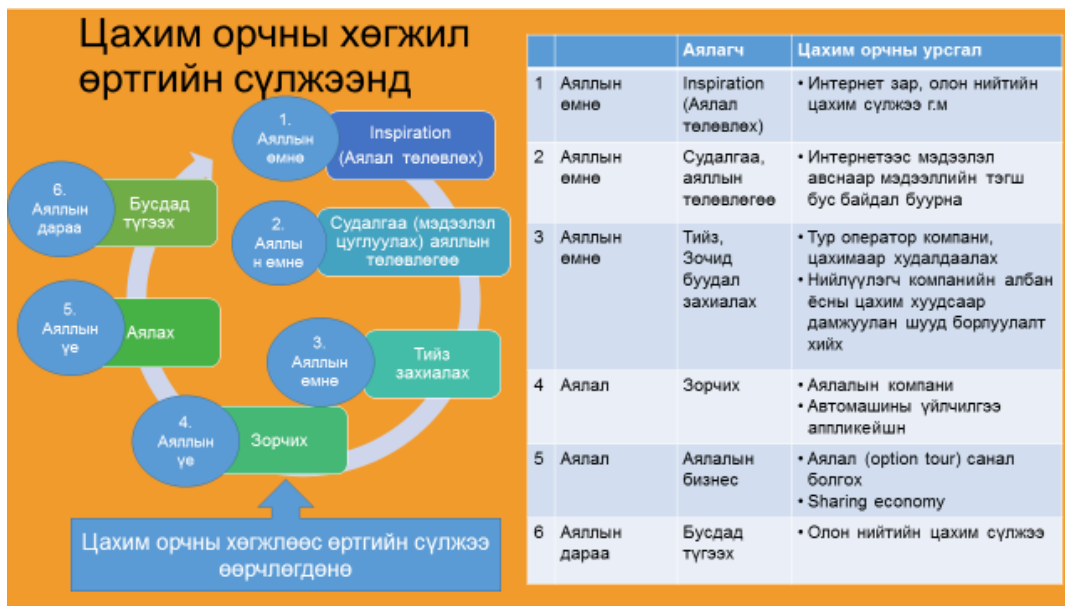 Цахим орчны хөгжил
өртгийн сүлжээнд
1.
Аяллын
өмнө
Inspiration
(Аялал төлөвлөх)
2.
Аяллы
н өмнө
Судалгаа (мэдээлэл
цуглуулах) аяллын
төлөвлөгөө
3.
Аяллын
өмнө
Тийз
захиалах
4.
Аяллын
үе
Зорчих
5.
Аяллын
үе
Аялах
6.
Аяллын
дараа
Бусдад
түгээх
Цахим орчны хөгжлөөс өртгийн сүлжээ
өөрчлөгдөнө
Аялагч Цахим орчны урсгал
1 Аяллын Inspiration • Интернет зар, олон нийтийн
өмнө (Аялал цахим сүлжээ г.м
төлөвлөх)
2 Аяллын Судалгаа, • Интернетээс мэдээлэл
өмнө аяллын авснаар мэдээллийн тэгш
төлөвлөгөө бус байдал буурна
3 Аяллын Тийз, • Тур оператор компани,
өмнө Зочид цахимаар худалдаалах
буудал • Нийлүүлэгч компанийн албан
захиалах ёсны цахим хуудсаар
дамжуулан шууд борлуулалт
хийх
4 Аялал Зорчих • Аялалын компани
• Автомашины үйлчилгээ
аппликейшн
5 Аялал Аялалын • Аялал (option tour) санал
бизнес болгох
• Sharing economy
6 Аяллын Бусдад • Олон нийтийн цахим сүлжээ
дараа түгээх